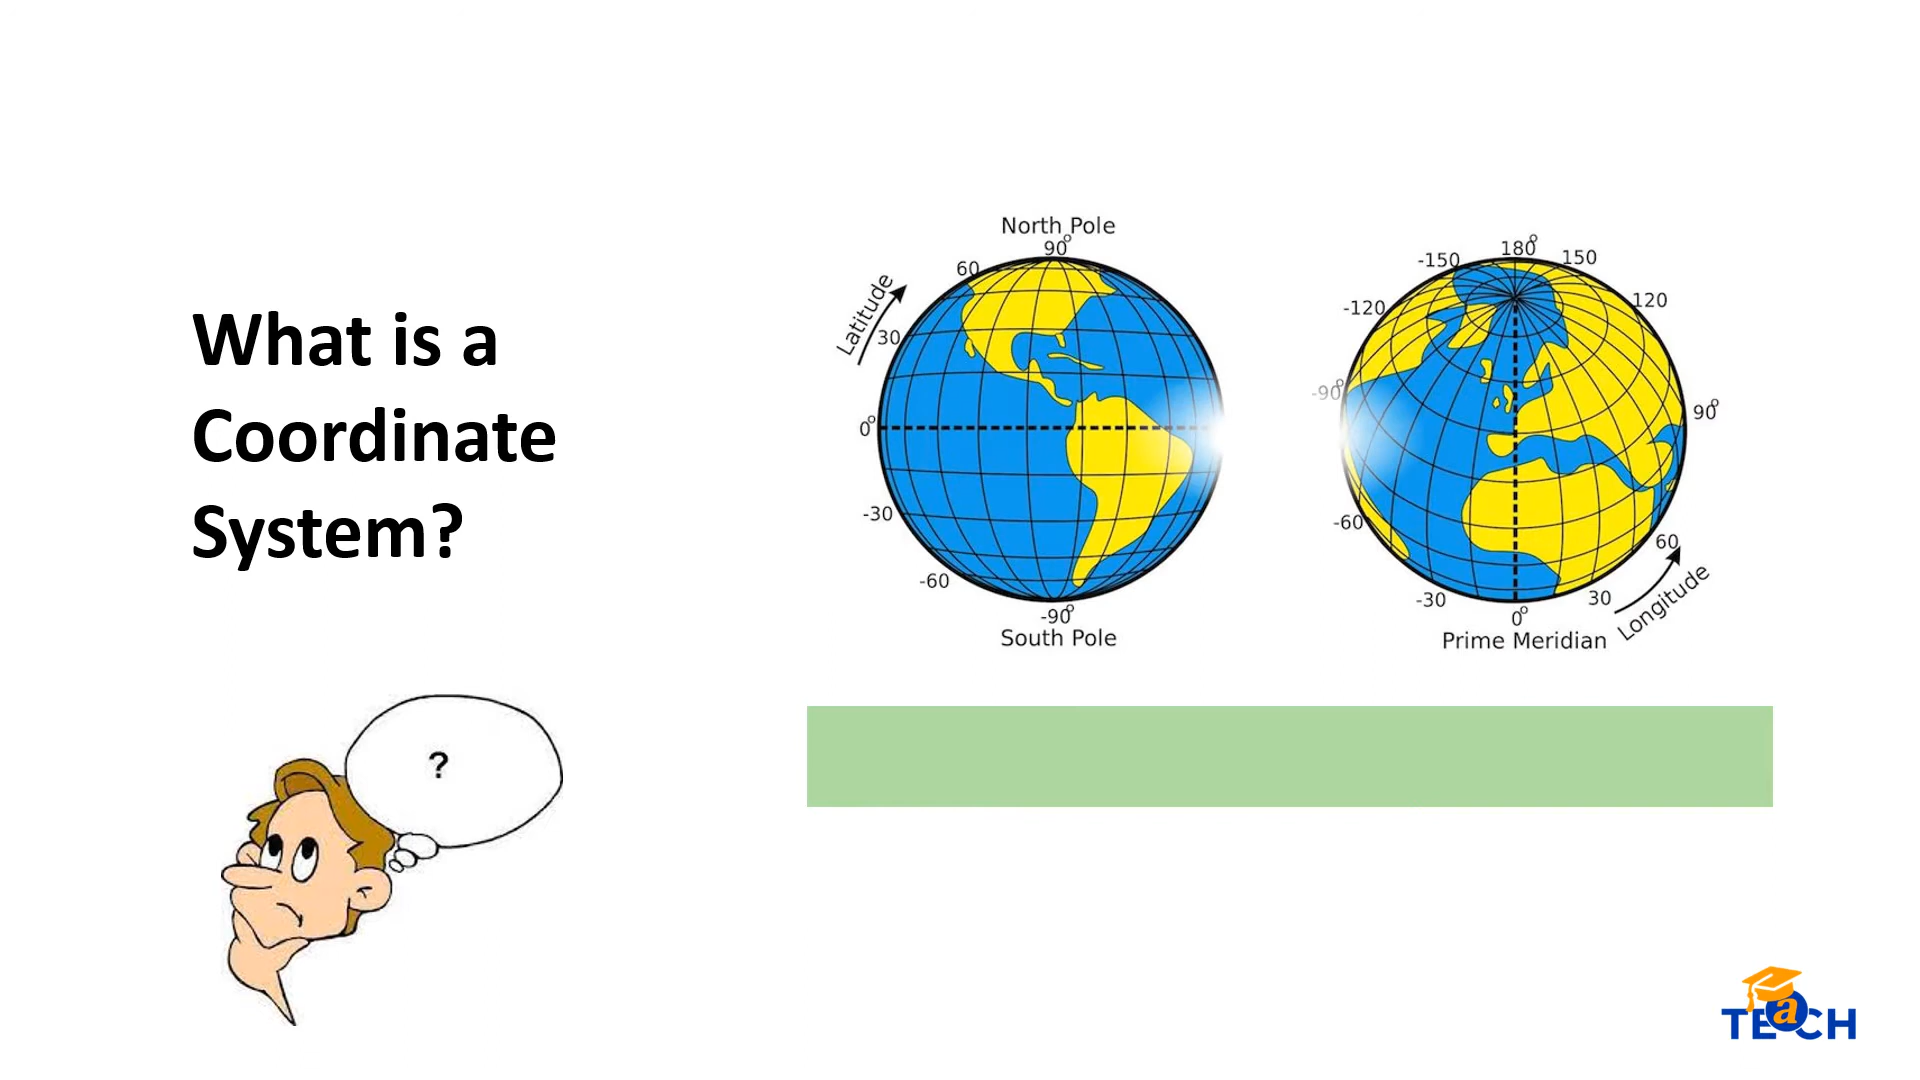 What is a
Coordinate
System?
?
North Pole
90°
60
Latitude
30
0°
-30
-60
-90°
South Pole
180°
-150
150
-120
120
-90°
90°
-60
60
-30
30
0°
Longitude
Prime Meridian
TEaCH